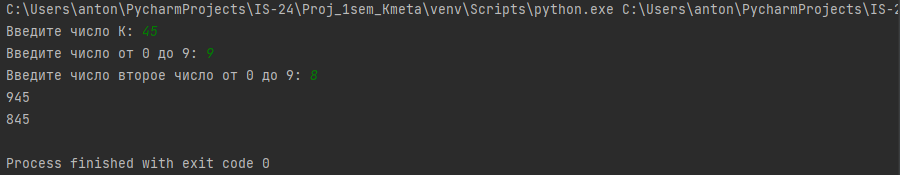 C:\Users\anton\PycharmProjects\IS-24\Proj_1sem_Kmeta\venv\Scripts\python.exe C:\Users\anton\PycharmProjects\IS-2
Введите число К: 45
Введите число от 0 до 9: 9
Введите число второе число от 0 до 9: 8
945
845
Process finished with exit code 0